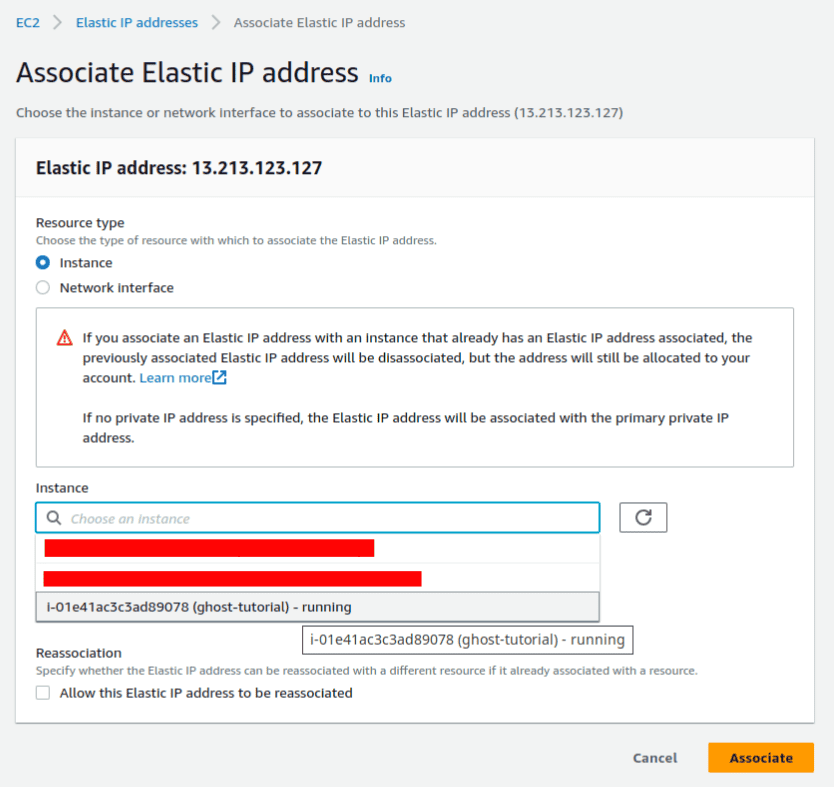 EC2 > Elastic IP addresses > Associate Elastic IP address
Associate Elastic IP address Info
Choose the instance or network interface to associate to this Elastic IP address (13.213.123.127)
Elastic IP address: 13.213.123.127
Resource type
Choose the type of resource with which to associate the Elastic IP address.
Instance
Network interface
If you associate an Elastic IP address with an instance that already has an Elastic IP address associated, the
previously associated Elastic IP address will be disassociated, but the address will still be allocated to your
account. Learn more
If no private IP address is specified, the Elastic IP address will be associated with the primary private IP
address.
Instance
Choose an instance
i-01e41ac3c3ad89078 (ghost-tutorial) - running
i-01e41ac3c3ad89078 (ghost-tutorial) - running
Reassociation
Specify whether the Elastic IP address can be reassociated with a different resource if it already associated with a resource.
Allow this Elastic IP address to be reassociated
Cancel Associate